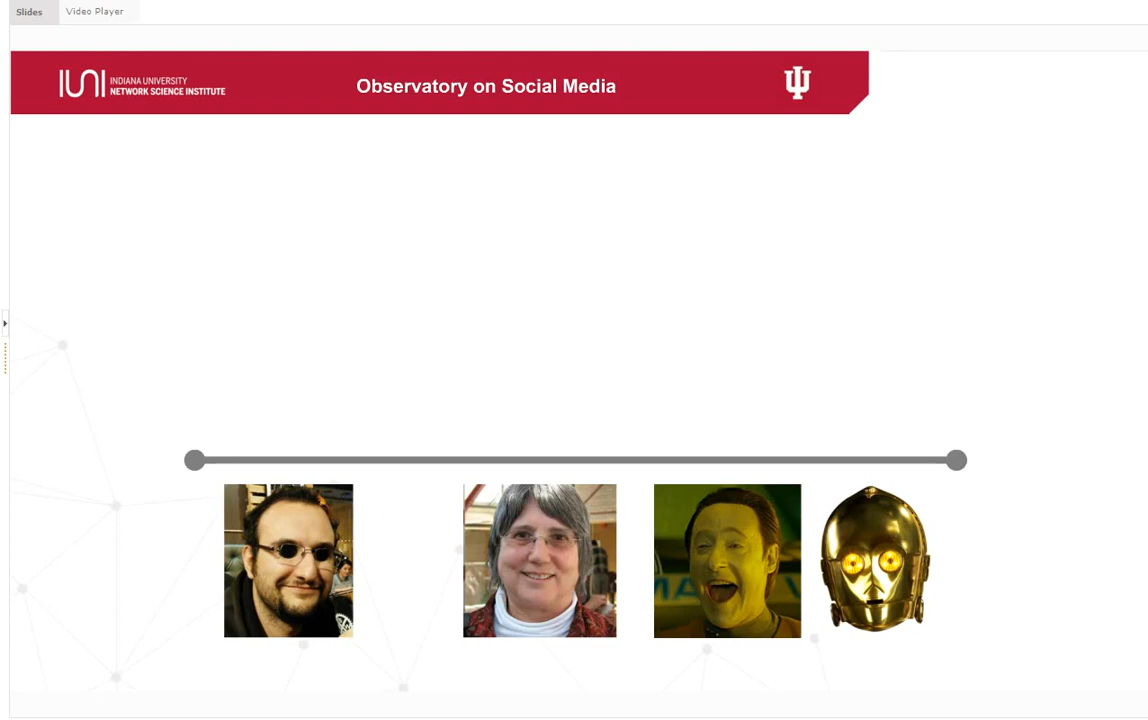 Slides
Video Player
INDIANA UNIVERSITY
NETWORK SCIENCE INSTITUTE
Observatory on Social Media